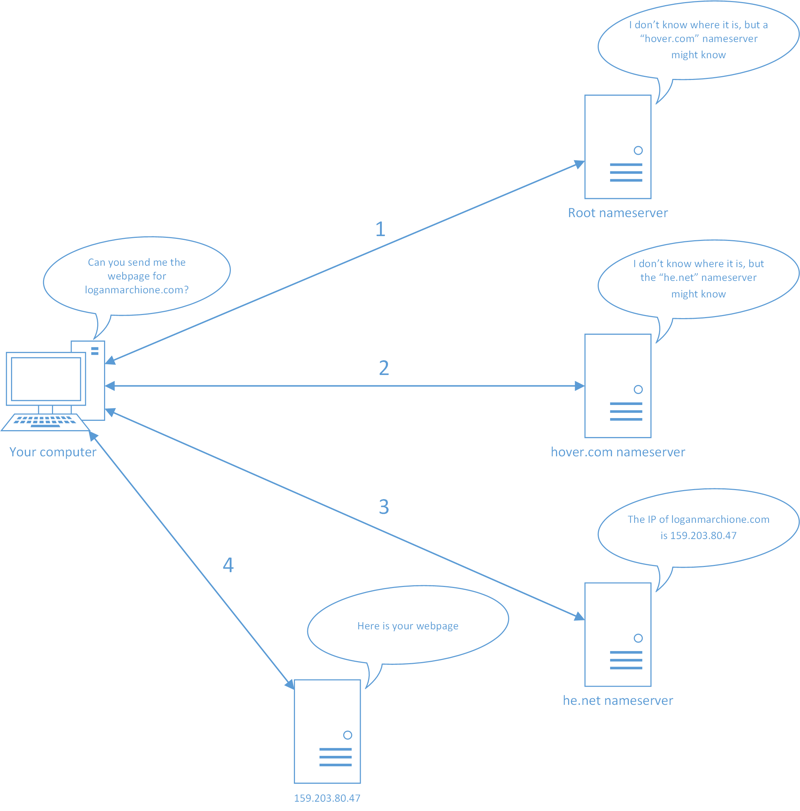 I don’t know where it is, but a
“hover.com” nameserver
might know
Root nameserver
1
Can you send me the
webpage for
loganmarchione.com?
I don’t know where it is, but
the “he.net” nameserver
might know
2
Your computer
hover.com nameserver
3
The IP of loganmarchione.com
is 159.203.80.47
4
Here is your webpage
he.net nameserver
159.203.80.47